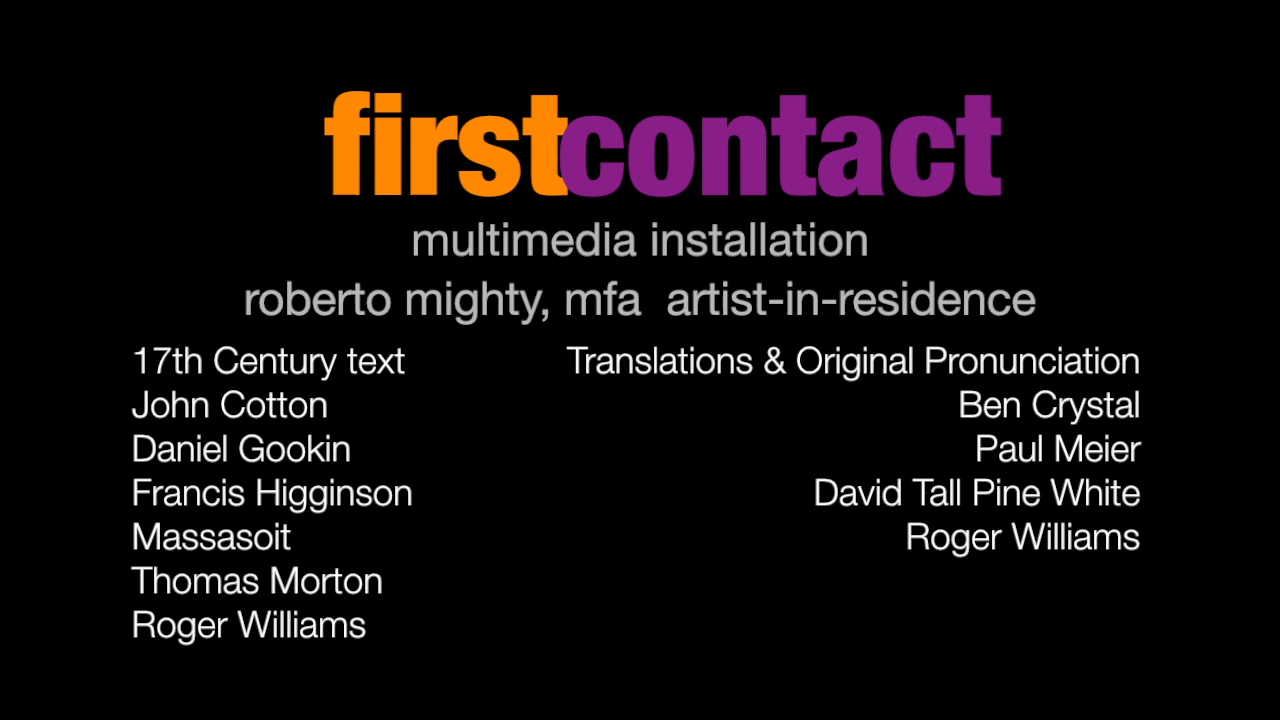 firstcontact
multimedia installation
roberto mighty, mfa artist-in-residence
17th Century text
John Cotton
Daniel Gookin
Francis Higginson
Massasoit
Thomas Morton
Roger Williams
Translations & Original Pronunciation
Ben Crystal
Paul Meier
David Tall Pine White
Roger Williams